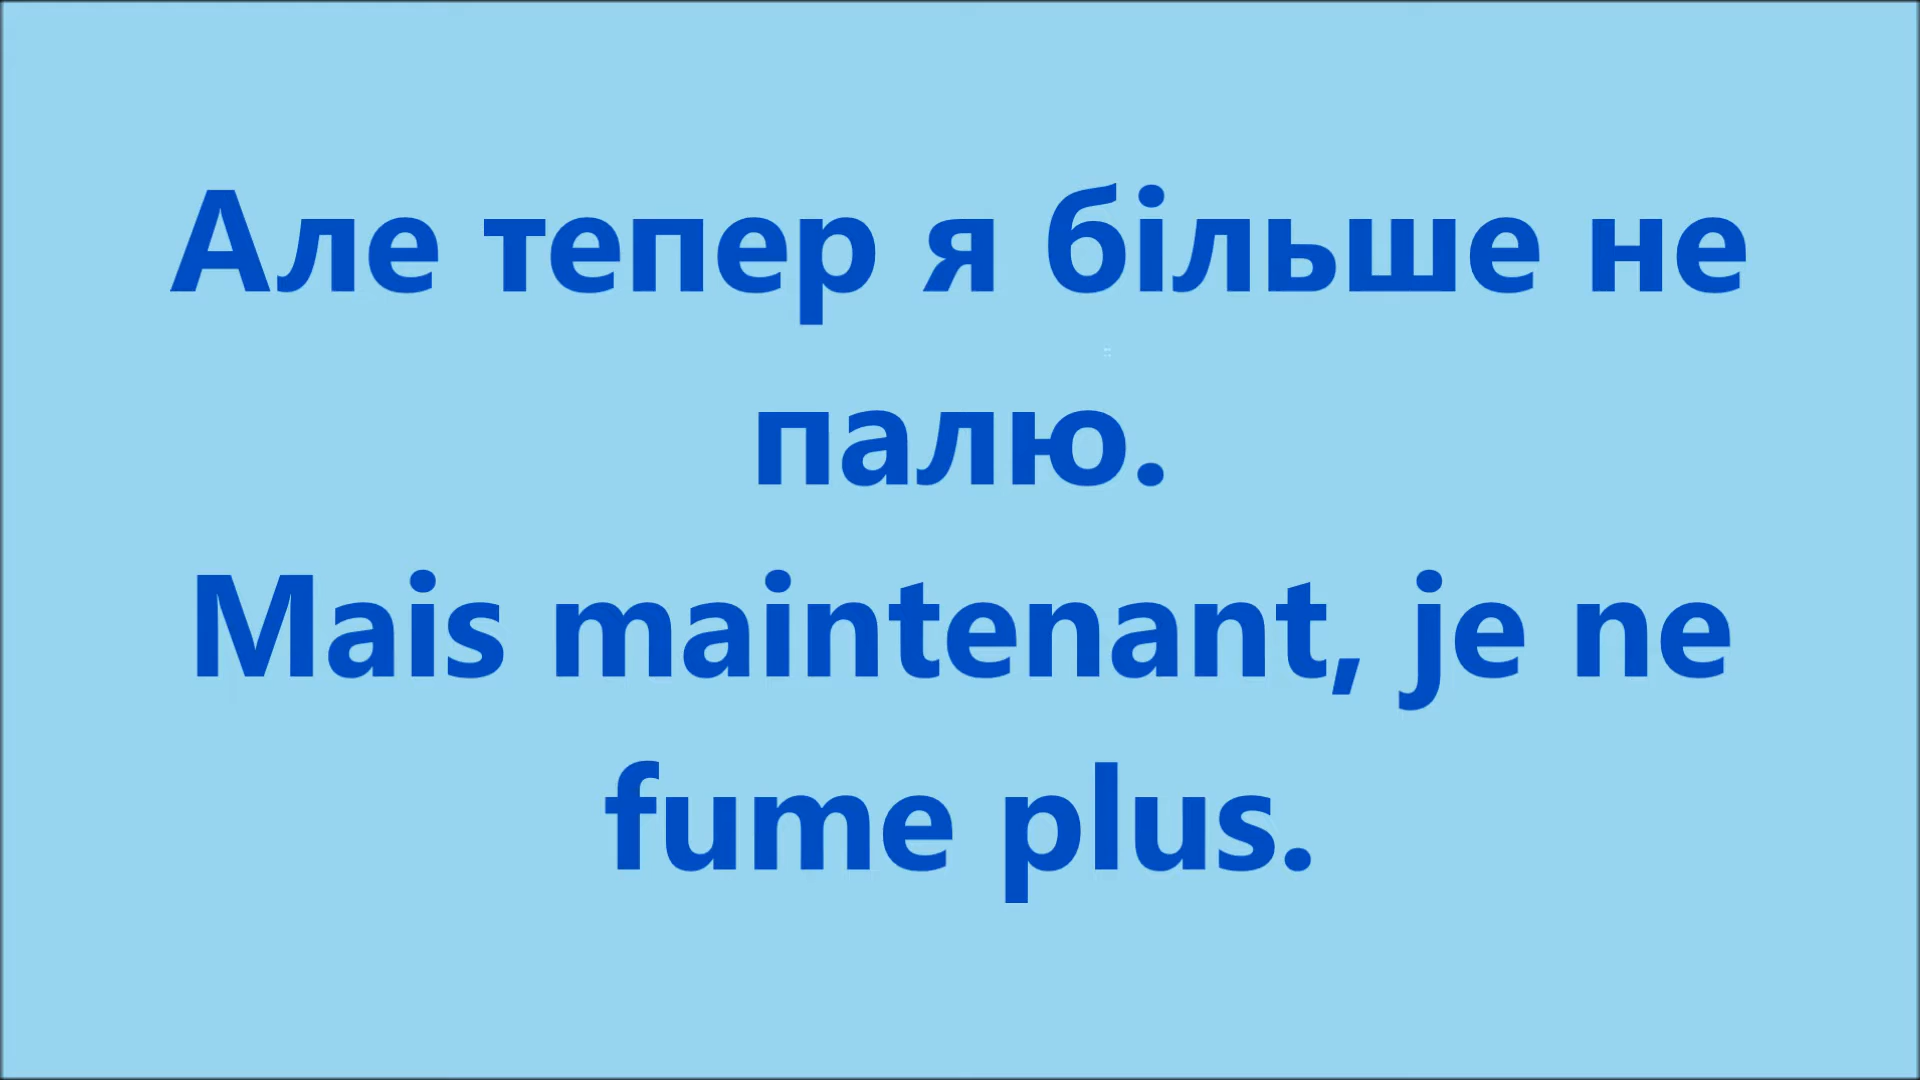 Але тепер я більше не
палю.
Mais maintenant, je ne
fume plus.